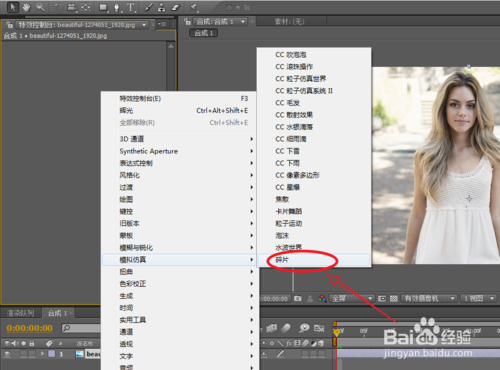 特效控制台: beautiful-1274051_1920.jpg
合成: 合成 1
素材: (无)
合成 1 • beautiful-1274051_1920.jpg
合成 1
特效控制台(E) F3
辉光 Ctrl+Alt+Shift+E
全部移除(R) Ctrl+Shift+E
3D 通道
Synthetic Aperture
表达式控制
风格化
过渡
绘图
键控
旧版本
蒙板
模糊与锐化
模拟仿真
扭曲
色彩校正
生成
时间
实用工具
通道
透视
文字
音频
CC 吹泡泡
CC 滚珠操作
CC 粒子仿真世界
CC 粒子仿真系统 II
CC 毛发
CC 散射效果
CC 水银滴落
CC 细雨滴
CC 下雪
CC 下雨
CC 像素多边形
CC 星爆
焦散
卡片舞蹈
粒子运动
泡沫
水波世界
碎片
0:00:00:00
全屏
有效摄像机
1 视图
渲染队列
合成 1
0:00:00:00
源名称
1
Baidu 经验
jingyan.baidu.com